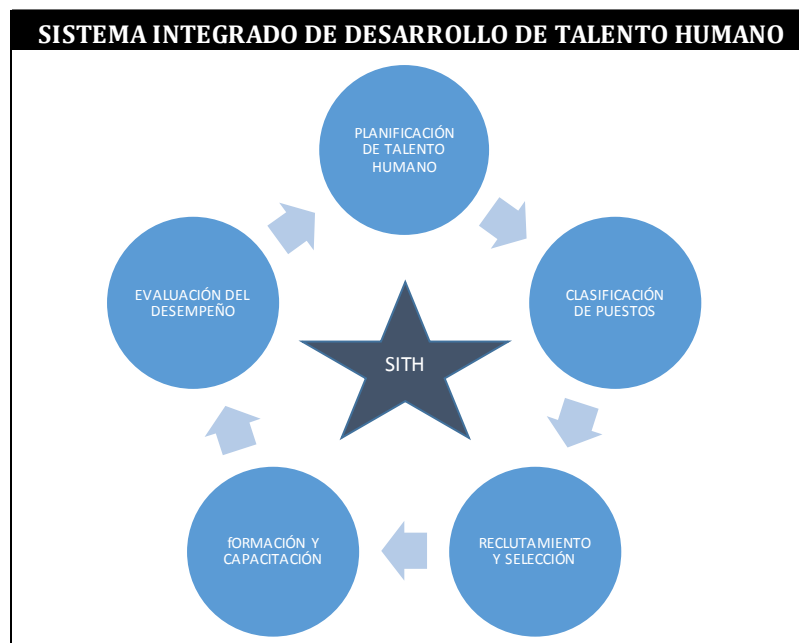 SISTEMA INTEGRADO DE DESARROLLO DE TALENTO HUMANO
PLANIFICACIÓN
DE TALENTO
HUMANO
CLASIFICACIÓN
DE PUESTOS
RECLUTAMIENTO
Y SELECCIÓN
fORMACIÓN Y
CAPACITACIÓN
EVALUACIÓN DEL
DESEMPEÑO
SITH